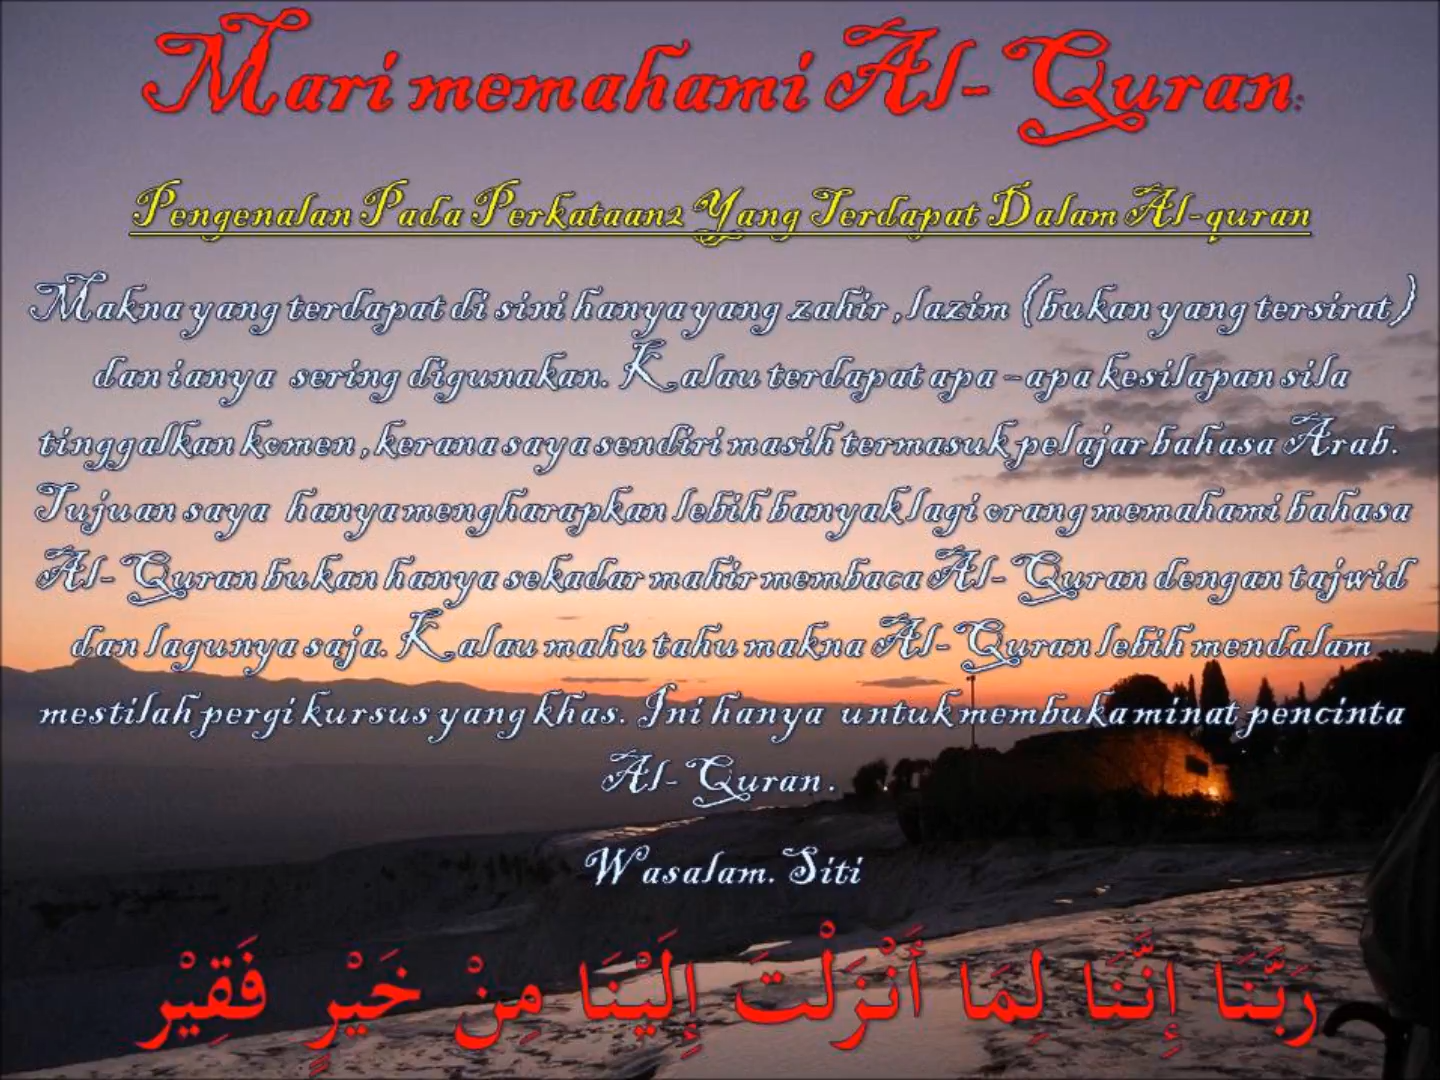 Mari memahami Al-Quran:
Pengenalan Pada Perkataan2 Yang Terdapat Dalam Al-quran
Makna yang terdapat di sini hanya yang zahir, lazim (bukan yang tersirat)
dan ianya sering digunakan. Kalau terdapat apa-apa kesilapan sila
tinggalkan komen, kerana saya sendiri masih termasuk pelajar bahasa Arab.
Tujuan saya hanya mengharapkan lebih banyak lagi orang memahami bahasa
Al-Quran bukan hanya sekadar mahir membaca Al-Quran dengan tajwid
dan lagunya saja. Kalau mahu tahu makna Al-Quran lebih mendalam
mestilah pergi kursus yang khas. Ini hanya untuk membuka minat pencinta
Al-Quran.
Wasalam. Siti
رَبَّنَا إِنَّنَا لِمَا أَنْزَلْتَ إِلَيْنَا مِنْ خَيْرٍ فَقِيْر